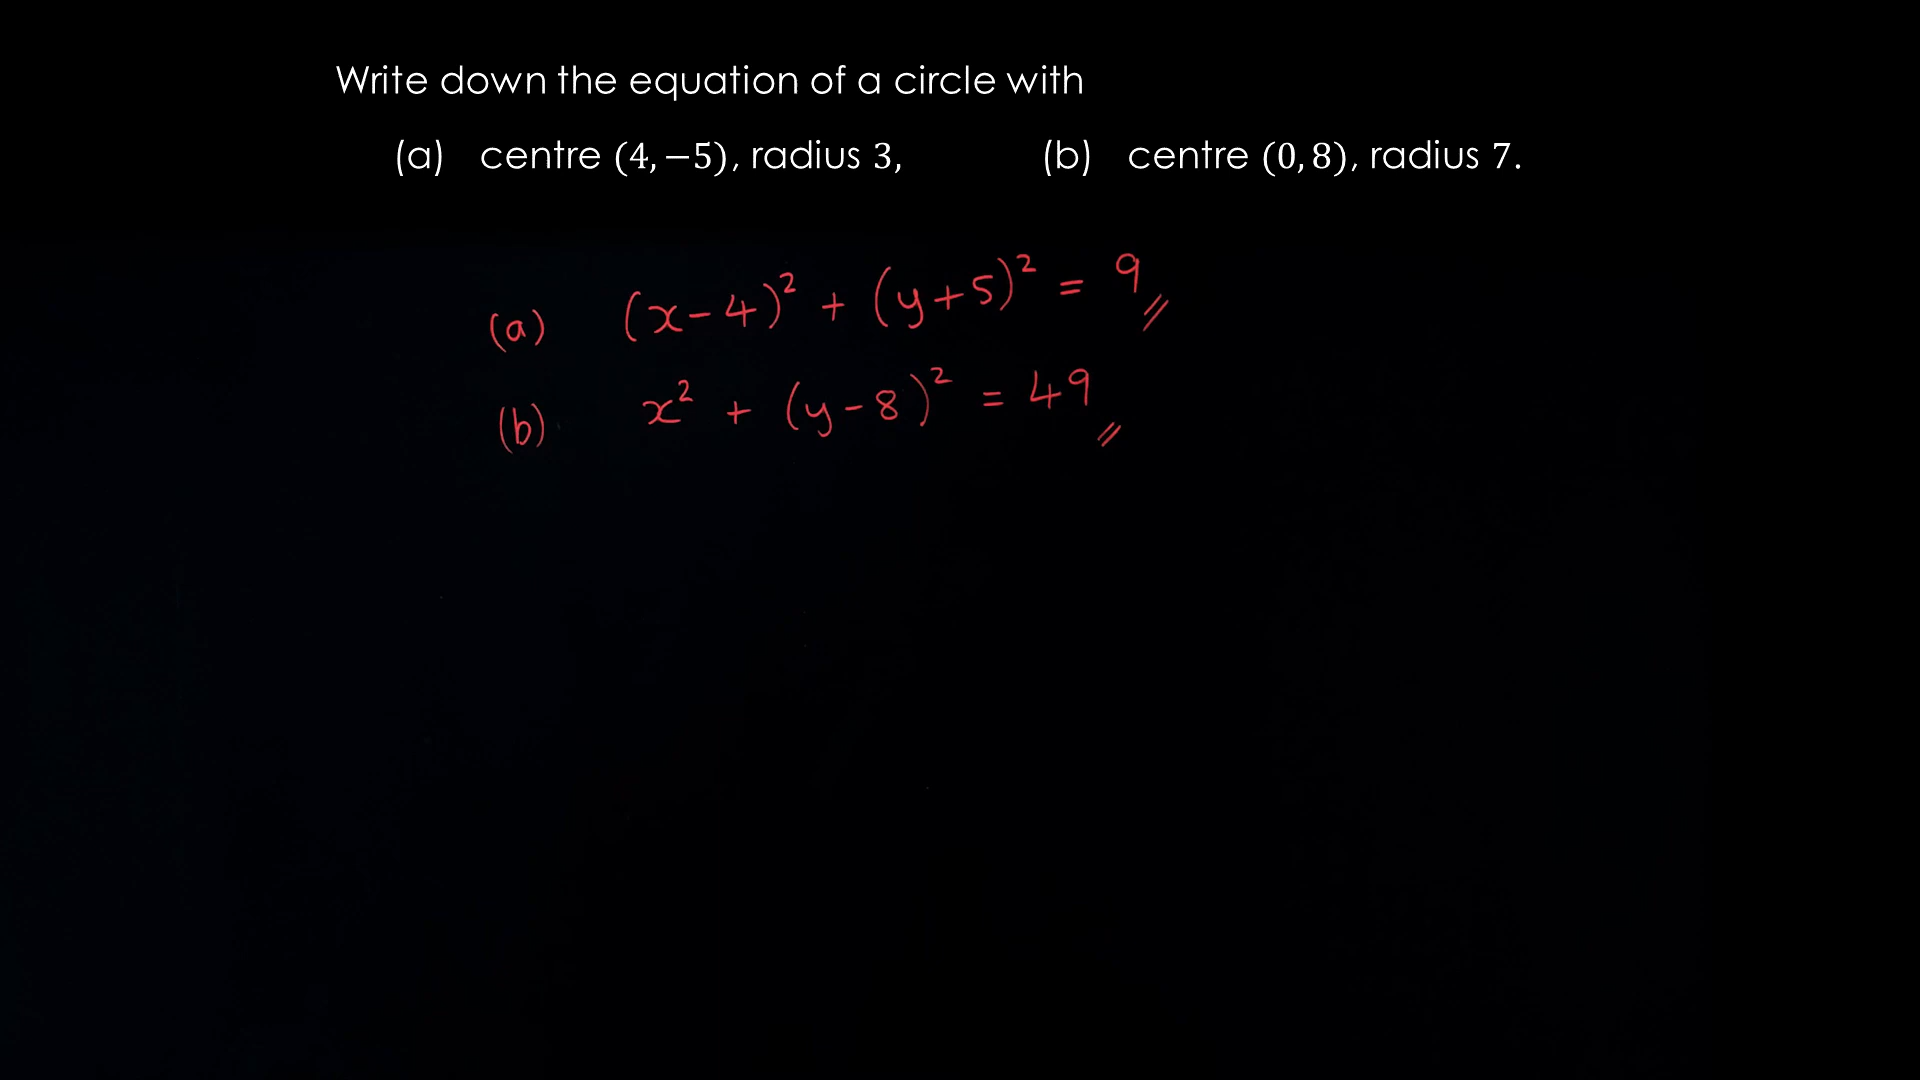 Write down the equation of a circle with
(a) centre (4, −5), radius 3, (b) centre (0, 8), radius 7.
(a) (x − 4)² + (y + 5)² = 9
(b) x² + (y − 8)² = 49